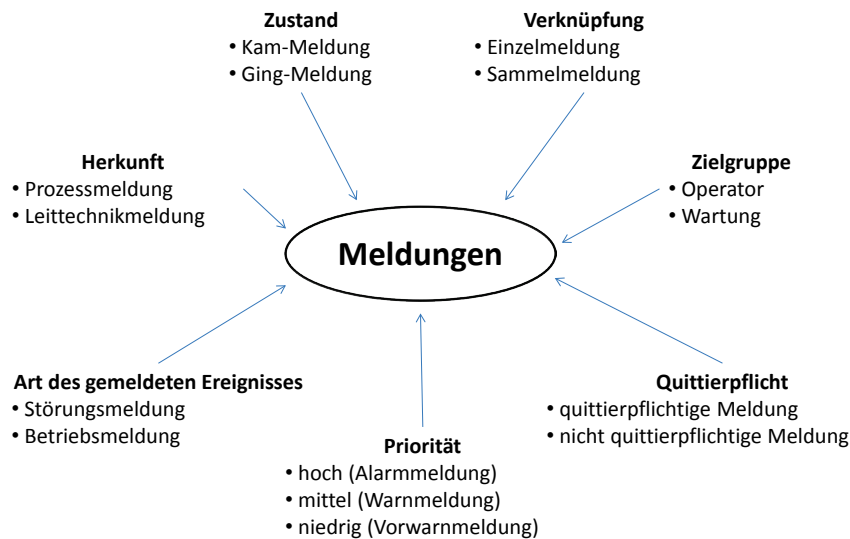 Zustand
• Kam-Meldung
• Ging-Meldung
Verknüpfung
• Einzelmeldung
• Sammelmeldung
Herkunft
• Prozessmeldung
• Leittechnikmeldung
Zielgruppe
• Operator
• Wartung
Meldungen
Art des gemeldeten Ereignisses
• Störungsmeldung
• Betriebsmeldung
Priorität
• hoch (Alarmmeldung)
• mittel (Warnmeldung)
• niedrig (Vorwarnmeldung)
Quittierpflicht
• quittierpflichtige Meldung
• nicht quittierpflichtige Meldung